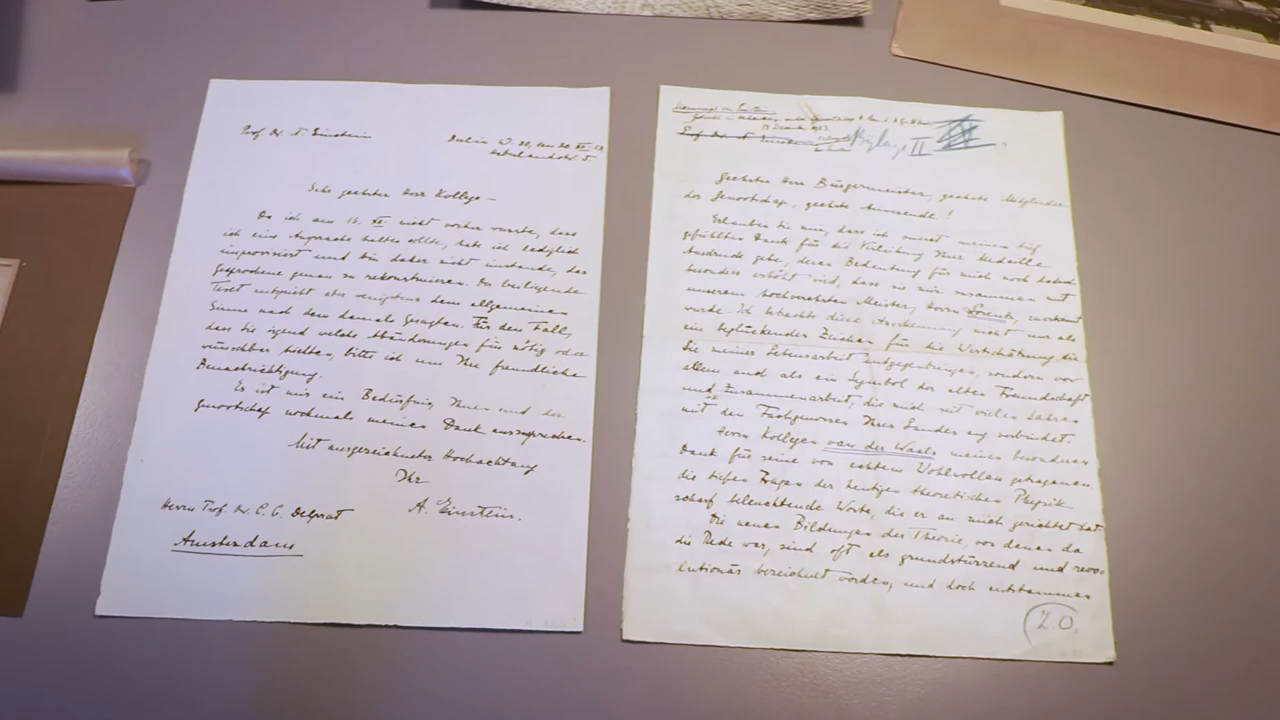 Prof. Dr. A. Einstein
Berlin W. 30, den 20. XII. 23
Haberlandstr. 5
Sehr geehrter Herr Kollege –
Da ich am 15. XII. nicht vorher wusste, dass
ich eine Ansprache halten sollte, habe ich lediglich
improvisiert und bin daher nicht imstande, das
Gesprochene genau zu rekonstruieren. Der beiliegende
Text entspricht aber wenigstens dem allgemeinen
Sinne nach dem damals Gesagten. Für den Fall,
dass Sie irgend welche Abänderungen für nötig oder
wünschbar hielten, bitte ich um Ihre freundliche
Benachrichtigung.
Es ist mir ein Bedürfnis, Ihnen und der
Genootschap nochmals meinen Dank auszusprechen.
Mit ausgezeichneter Hochachtung
Ihr
A. Einstein.
Herrn Prof. Dr. C. C. Delprat
Amsterdam
Prof. Dr. A. Einstein
Bijlage II
Geehrter Herr Bürgermeister, geehrte Mitglieder
der Genootschap, geehrte Anwesende!
Erlauben Sie mir, dass ich zuerst meinen tief
gefühlten Dank für die Verleihung Ihrer Medaille
Ausdruck gebe, deren Bedeutung für mich noch dadurch
besonders erhöht wird, dass sie mir zusammen mit
unserem hochverehrten Meister, Herrn Lorentz, zuerkannt
wurde. Ich betrachte diese Anerkennung nicht nur als
ein beglückendes Zeichen für die Wertschätzung die
Sie meiner Lebensarbeit entgegenbringen, sondern vor
allem auch als ein Symbol der alten Freundschaft
und Zusammenarbeit, die mich seit vielen Jahren
mit den Fachgenossen Ihres Landes eng verbindet.
Herrn Kollegen van der Waals meinen besonderen
Dank für seine von echtem Wohlwollen getragenen,
die tiefen Fragen der heutigen theoretischen Physik
scharf beleuchtende Worte, die er an mich gerichtet hat.
Die neuen Bildungen der Theorie, von denen da
die Rede war, sind oft als grundstürzend und revo-
lutionär bezeichnet worden, und doch entstammen
20.